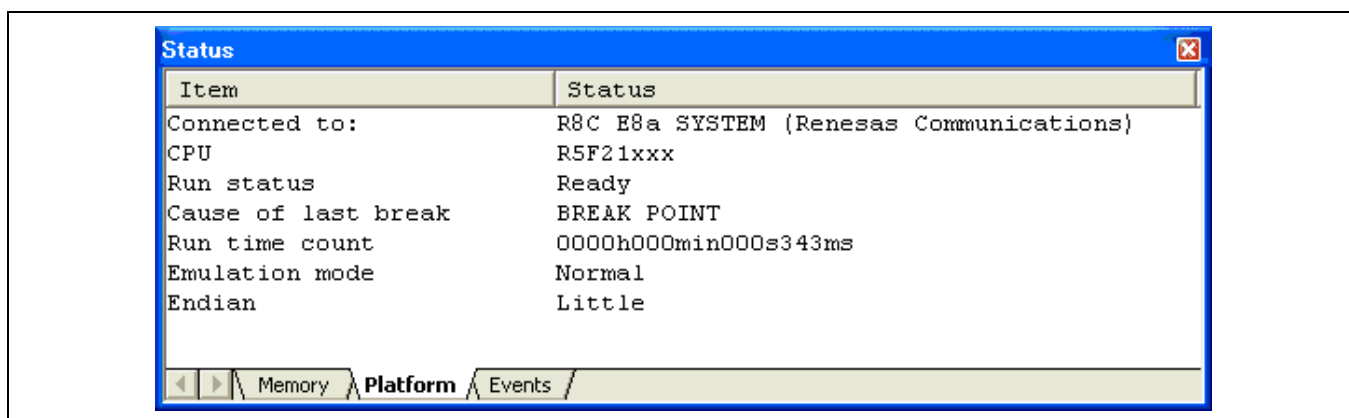 Status
Item Status
Connected to: R8C E8a SYSTEM (Renesas Communications)
CPU R5F21xxx
Run status Ready
Cause of last break BREAK POINT
Run time count 0000h000min000s343ms
Emulation mode Normal
Endian Little
Memory Platform Events